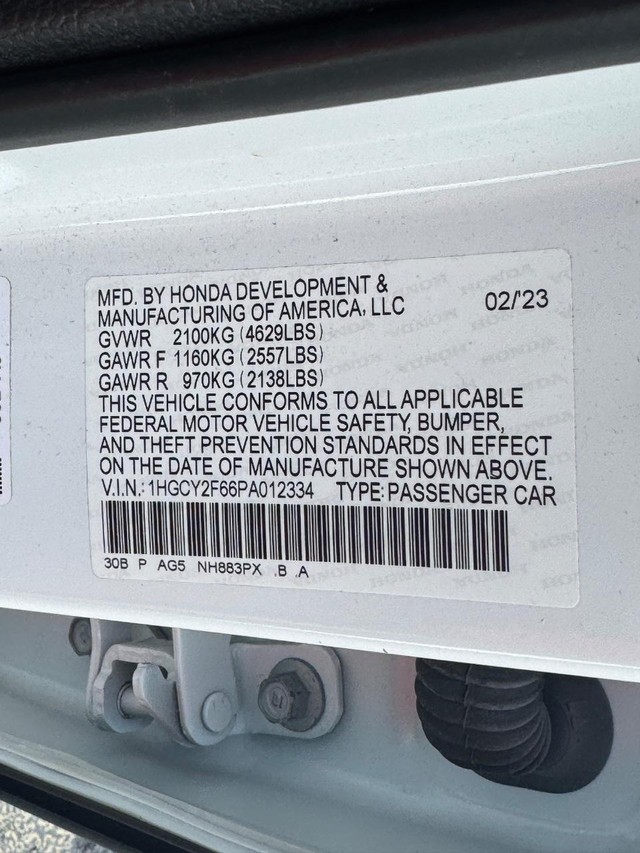 MFD. BY HONDA DEVELOPMENT &
MANUFACTURING OF AMERICA, LLC 02/'23
GVWR 2100KG (4629LBS)
GAWR F 1160KG (2557LBS)
GAWR R 970KG (2138LBS)
THIS VEHICLE CONFORMS TO ALL APPLICABLE
FEDERAL MOTOR VEHICLE SAFETY, BUMPER,
AND THEFT PREVENTION STANDARDS IN EFFECT
ON THE DATE OF MANUFACTURE SHOWN ABOVE.
V.I.N.: 1HGCY2F66PA012334 TYPE: PASSENGER CAR
30B P AG5 NH883PX .B .A